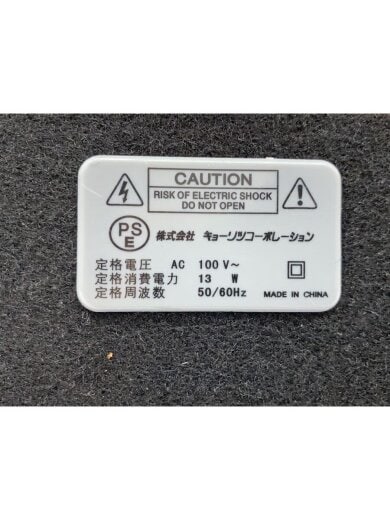 CAUTION
RISK OF ELECTRIC SHOCK
DO NOT OPEN
PS
E
株式会社 キョーリツコーポレーション
定格電圧 AC 100 V～
定格消費電力 13 W
定格周波数 50/60Hz
MADE IN CHINA